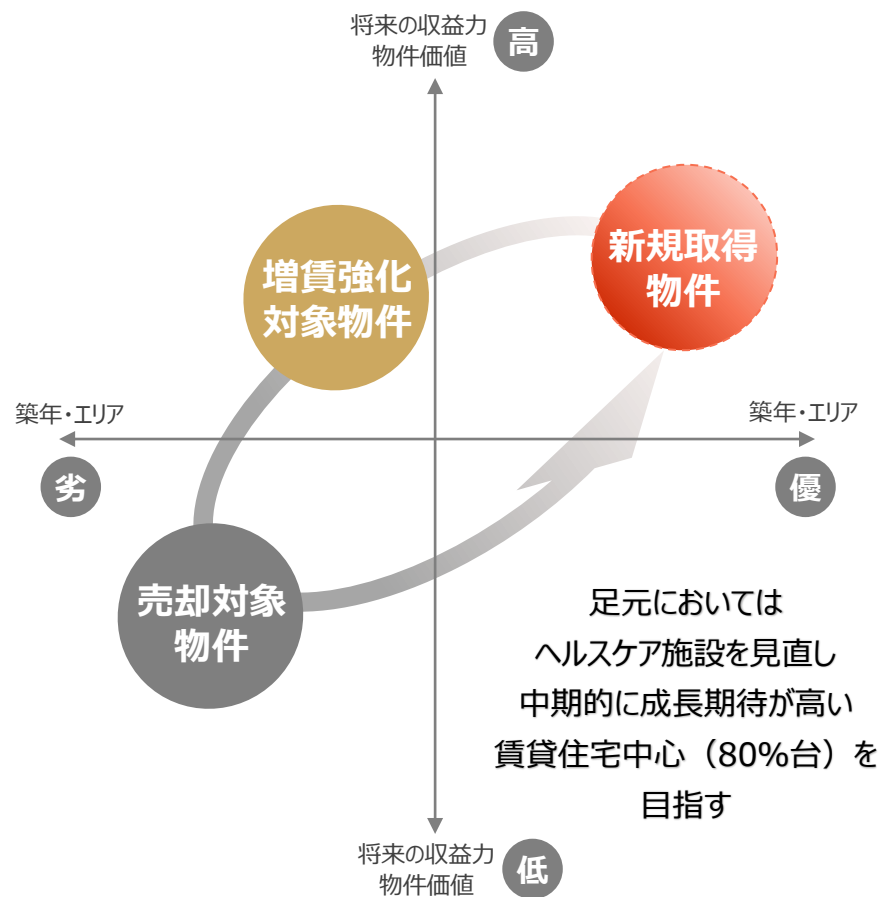 将来の収益力
物件価値
高
新規取得
物件
増賃強化
対象物件
築年・エリア
築年・エリア
劣
優
売却対象
物件
足元においては
ヘルスケア施設を見直し
中期的に成長期待が高い
賃貸住宅中心（80%台）を
目指す
将来の収益力
物件価値
低